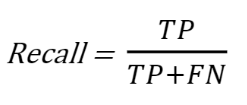 Recall = TP / TP+FN